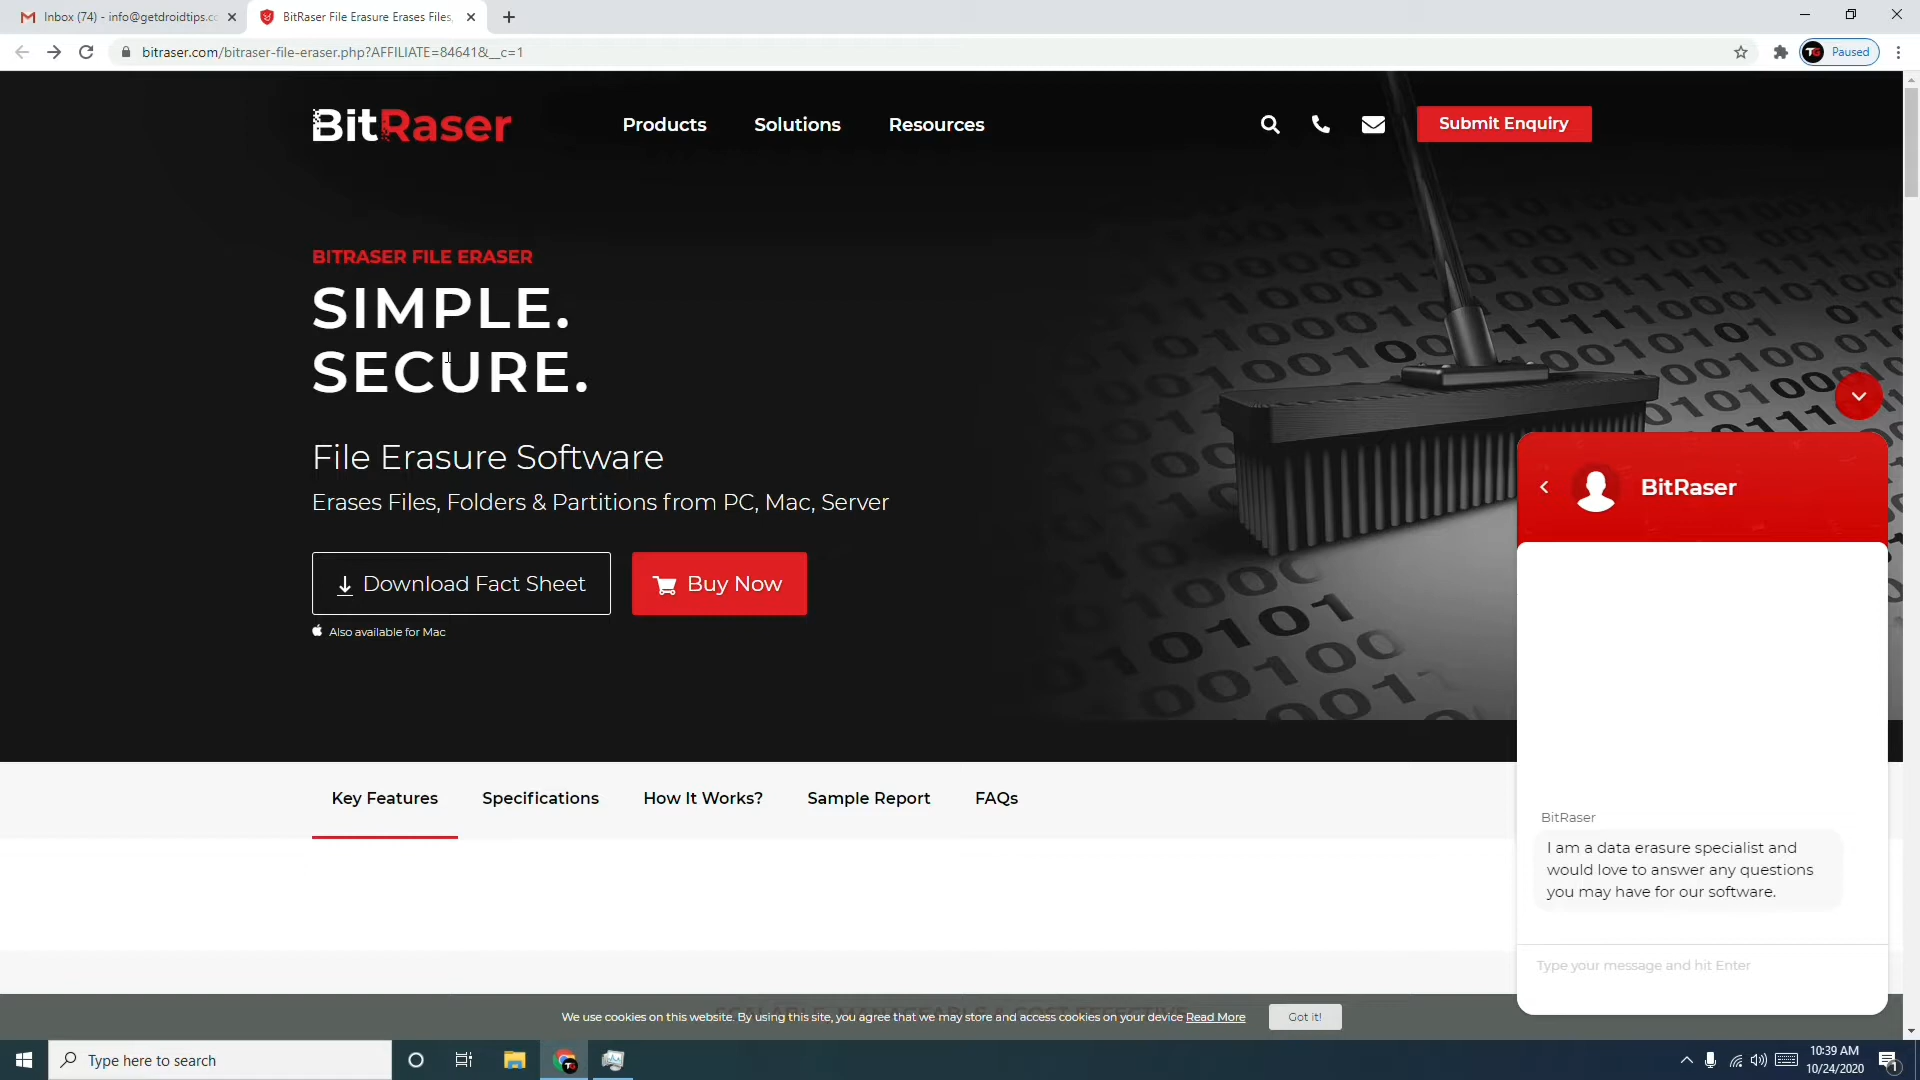 Inbox (74) - info@getdroidtips.cc
BitRaser File Erasure Erases Files,
bitraser.com/bitraser-file-eraser.php?AFFILIATE=84641&__c=1
TG
Paused
BitRaser
Products
Solutions
Resources
Submit Enquiry
BITRASER FILE ERASER
SIMPLE.
SECURE.
File Erasure Software
Erases Files, Folders & Partitions from PC, Mac, Server
Download Fact Sheet
Buy Now
Also available for Mac
BitRaser
Key Features
Specifications
How It Works?
Sample Report
FAQs
BitRaser
I am a data erasure specialist and
would love to answer any questions
you may have for our software.
Type your message and hit Enter
We use cookies on this website. By using this site, you agree that we may store and access cookies on your device Read More
Got it!
Type here to search
10:39 AM
10/24/2020
1